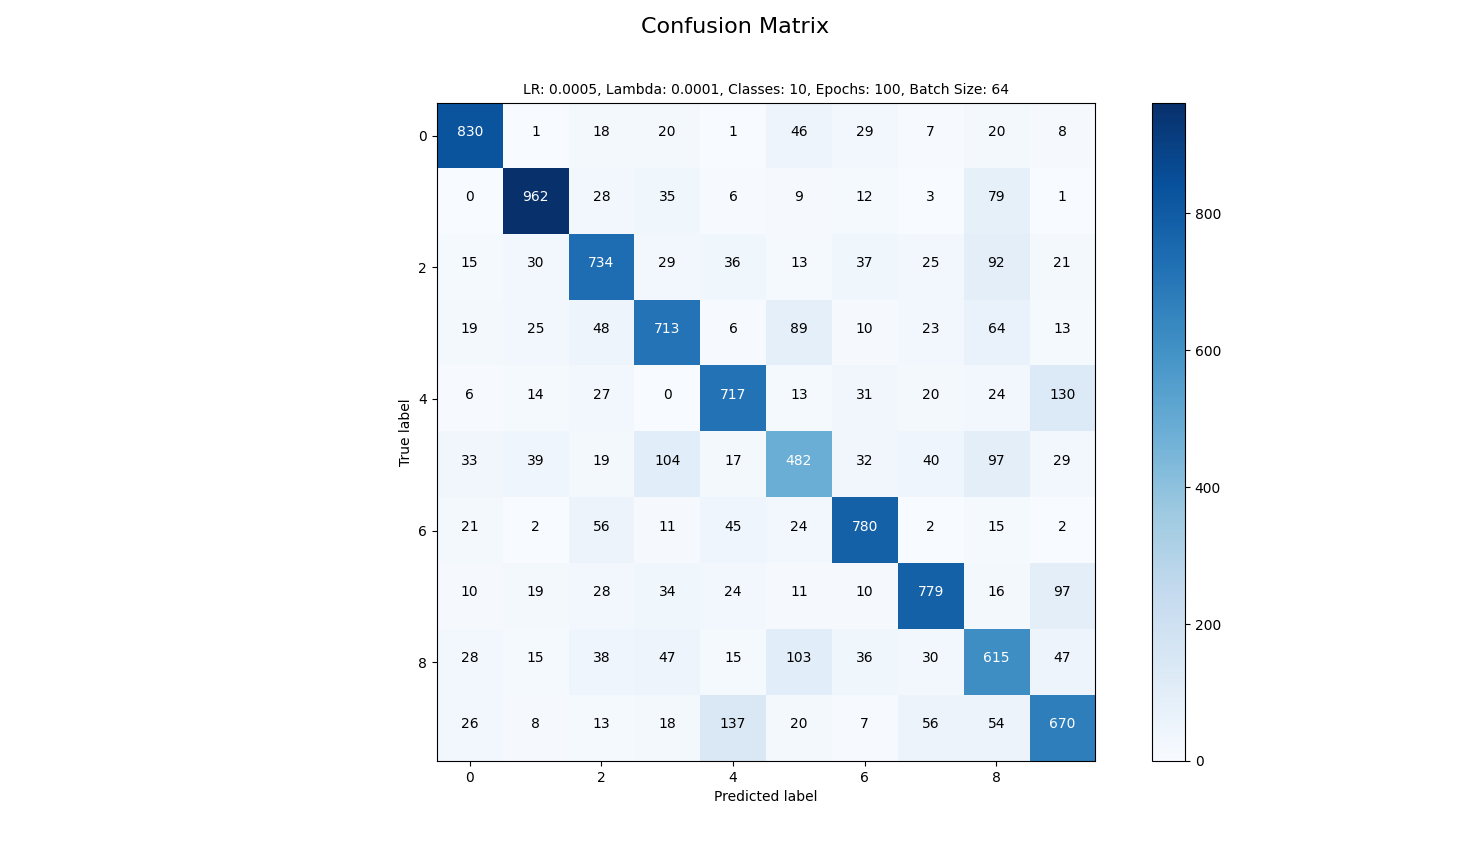 Confusion Matrix
LR: 0.0005, Lambda: 0.0001, Classes: 10, Epochs: 100, Batch Size: 64
0 830 1 18 20 1 46 29 7 20 8
0 962 28 35 6 9 12 3 79 1
2 15 30 734 29 36 13 37 25 92 21
19 25 48 713 6 89 10 23 64 13
4 6 14 27 0 717 13 31 20 24 130
33 39 19 104 17 482 32 40 97 29
6 21 2 56 11 45 24 780 2 15 2
10 19 28 34 24 11 10 779 16 97
8 28 15 38 47 15 103 36 30 615 47
26 8 13 18 137 20 7 56 54 670
True label
0 2 4 6 8
Predicted label
800
600
400
200
0